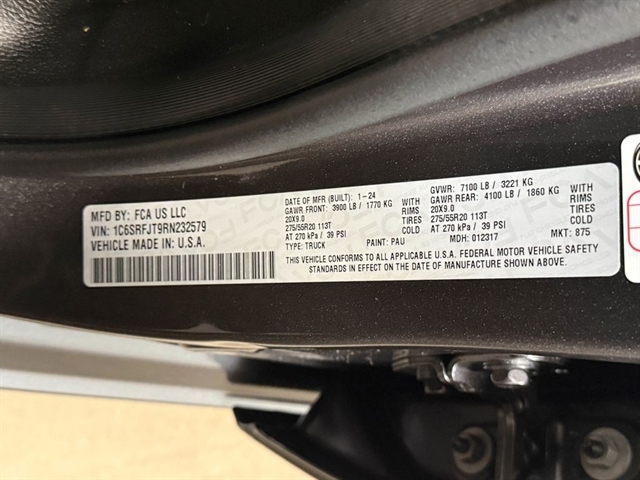 MFD BY: FCA US LLC
VIN: 1C6SRFJT9RN232579
VEHICLE MADE IN: U.S.A.
DATE OF MFR (BUILT): 1-24 GVWR: 7100 LB / 3221 KG
GAWR FRONT: 3900 LB / 1770 KG GAWR REAR: 4100 LB / 1860 KG
20X9.0 RIMS 20X9.0 RIMS
275/55R20 113T TIRES 275/55R20 113T TIRES
AT 270 kPa / 39 PSI COLD AT 270 kPa / 39 PSI COLD
TYPE: TRUCK PAINT: PAU MDH: 012317 MKT: 875
THIS VEHICLE CONFORMS TO ALL APPLICABLE U.S.A. FEDERAL MOTOR VEHICLE SAFETY
STANDARDS IN EFFECT ON THE DATE OF MANUFACTURE SHOWN ABOVE.